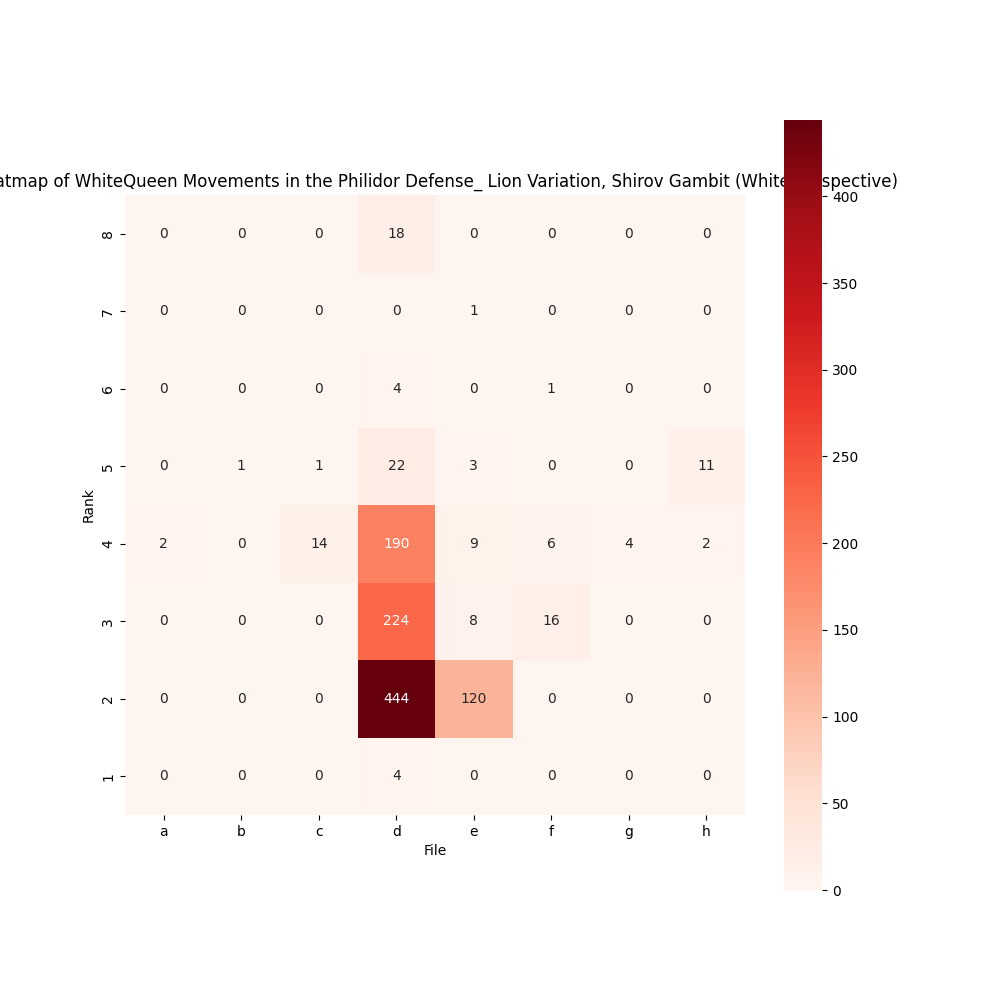 atmap of WhiteQueen Movements in the Philidor Defense_ Lion Variation, Shirov Gambit (White spective)
8 0 0 0 18 0 0 0 0
7 0 0 0 0 1 0 0 0
6 0 0 0 4 0 1 0 0
5 0 1 1 22 3 0 0 11
4 2 0 14 190 9 6 4 2
3 0 0 0 224 8 16 0 0
2 0 0 0 444 120 0 0 0
1 0 0 0 4 0 0 0 0
a b c d e f g h
File
Rank
400
350
300
250
200
150
100
50
0